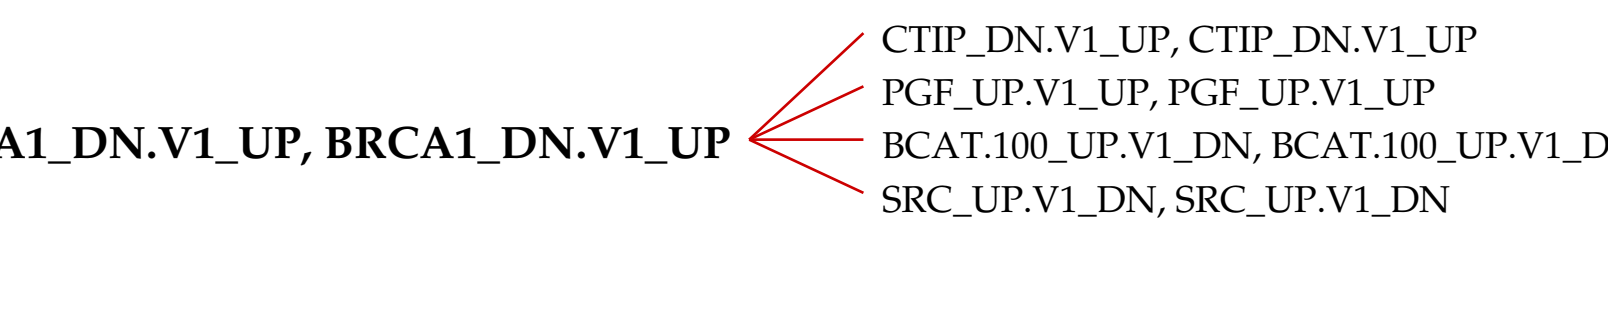 CTIP_DN.V1_UP, CTIP_DN.V1_UP
PGF_UP.V1_UP, PGF_UP.V1_UP
A1_DN.V1_UP, BRCA1_DN.V1_UP
BCAT.100_UP.V1_DN, BCAT.100_UP.V1_D
SRC_UP.V1_DN, SRC_UP.V1_DN